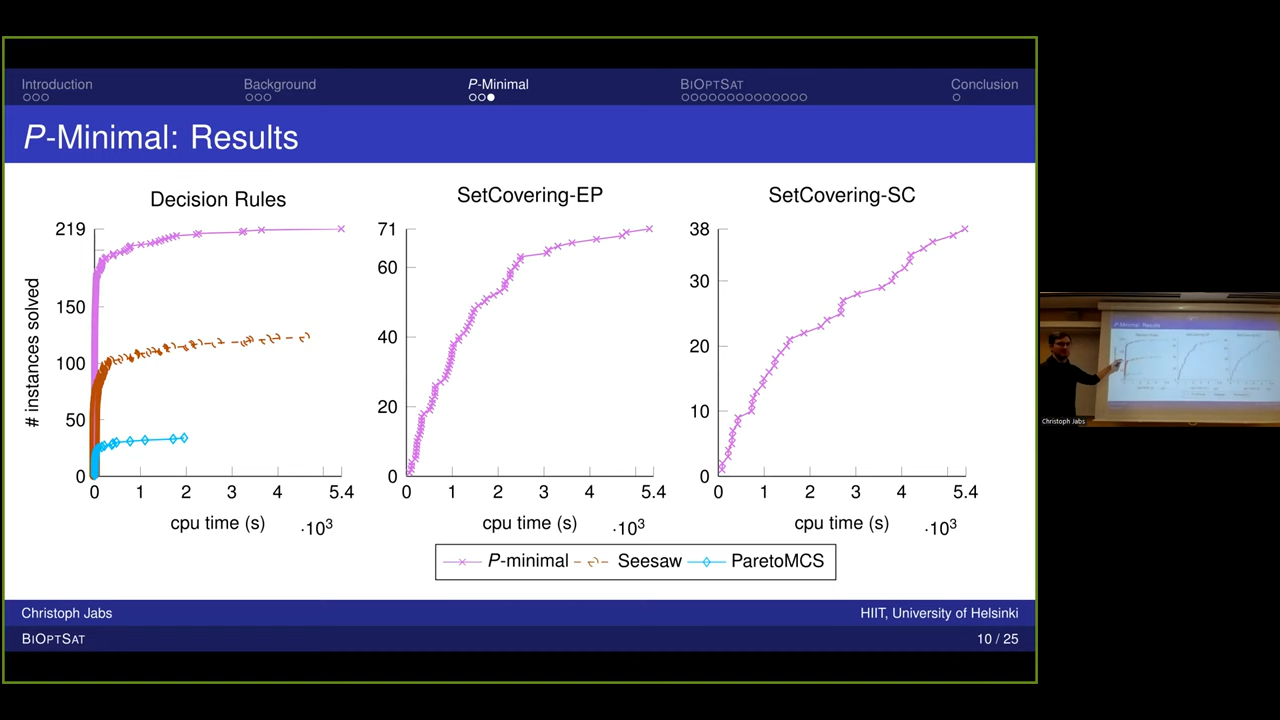 Introduction Background P-Minimal BIOPTSAT Conclusion
P-Minimal: Results
Decision Rules
SetCovering-EP
SetCovering-SC
# instances solved
219
150
100
50
0
0 1 2 3 4 5.4
cpu time (s) ·10³
71
60
40
20
0
0 1 2 3 4 5.4
cpu time (s) ·10³
38
30
20
10
0
0 1 2 3 4 5.4
cpu time (s) ·10³
P-minimal Seesaw ParetoMCS
Christoph Jabs HIIT, University of Helsinki
BIOPTSAT 10 / 25
P-Minimal: Results
Christoph Jabs